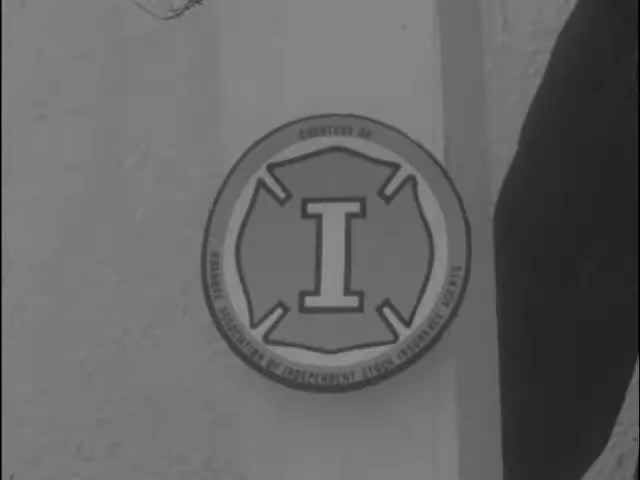 COURTESY OF
I
ASSOCIATION OF INDEPENDENT STOCK INSURANCE AGENTS